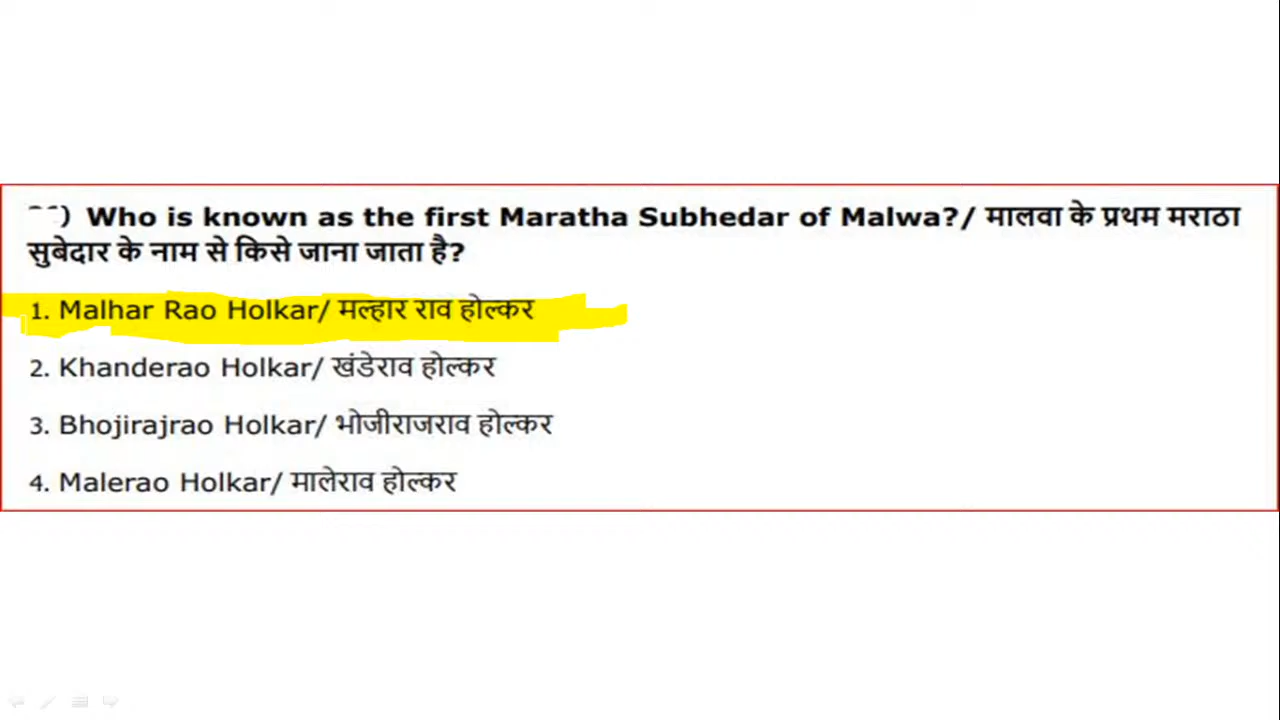 ) Who is known as the first Maratha Subhedar of Malwa?/ मालवा के प्रथम मराठा
सुबेदार के नाम से किसे जाना जाता है?
1. Malhar Rao Holkar/ मल्हार राव होल्कर
2. Khanderao Holkar/ खंडेराव होल्कर
3. Bhojirajrao Holkar/ भोजीराजराव होल्कर
4. Malerao Holkar/ मालेराव होल्कर